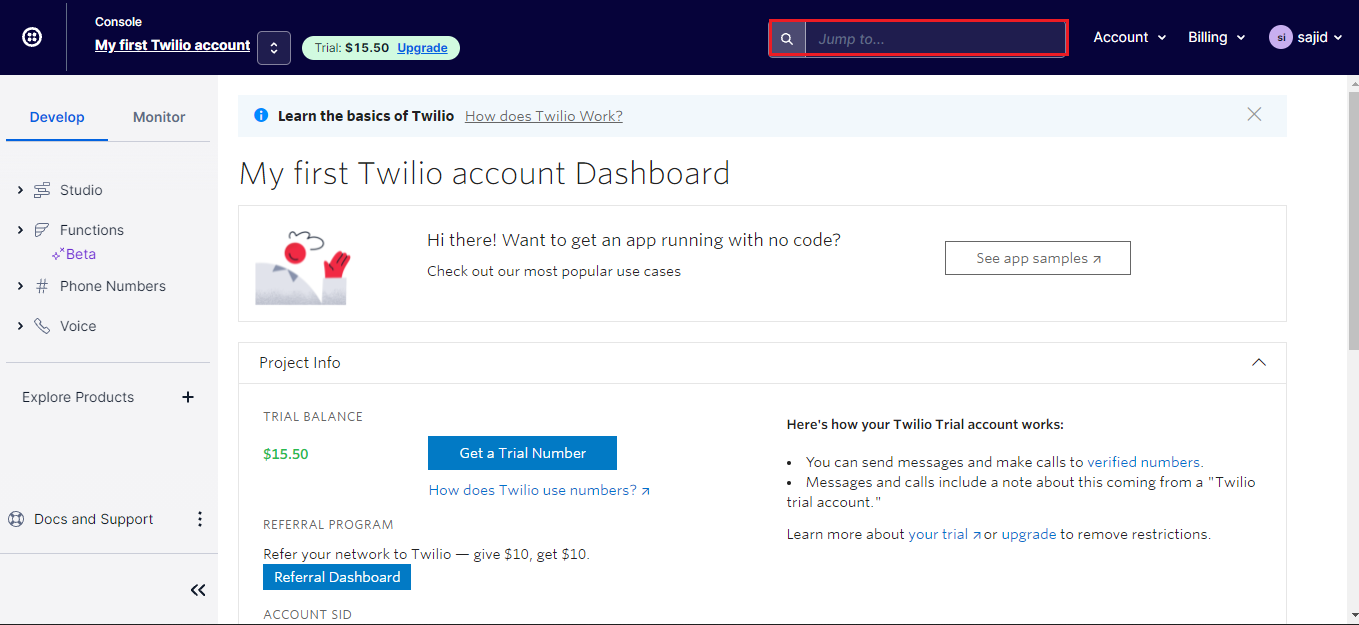 Console
My first Twilio account
Trial: $15.50 Upgrade
Jump to...
Account
Billing
si
sajid
Develop
Monitor
Studio
Functions
Beta
Phone Numbers
Voice
Explore Products
Docs and Support
Learn the basics of Twilio How does Twilio Work?
My first Twilio account Dashboard
Hi there! Want to get an app running with no code?
Check out our most popular use cases
See app samples
Project Info
TRIAL BALANCE
$15.50
Get a Trial Number
How does Twilio use numbers?
REFERRAL PROGRAM
Refer your network to Twilio — give $10, get $10.
Referral Dashboard
ACCOUNT SID
Here's how your Twilio Trial account works:
• You can send messages and make calls to verified numbers.
• Messages and calls include a note about this coming from a "Twilio
trial account."
Learn more about your trial or upgrade to remove restrictions.